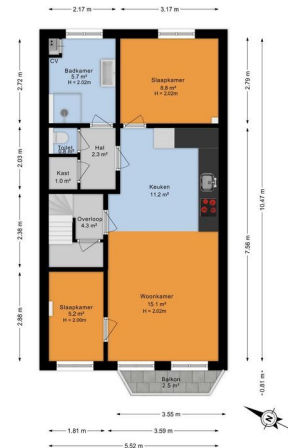 2.17 m
3.17 m
2.72 m
2.03 m
2.38 m
2.88 m
CV
Badkamer
5.7 m²
H = 2.02m
Slaapkamer
8.8 m²
H = 2.02m
2.79 m
7.56 m
10.47 m
0.81 m
Toilet
0.8 m²
Hal
2.3 m²
Kast
1.0 m²
Keuken
11.2 m²
Overloop
4.3 m²
Slaapkamer
5.2 m²
H = 2.00m
Woonkamer
15.1 m²
H = 2.02m
Balkon
2.5 m²
3.55 m
1.81 m
3.59 m
5.52 m